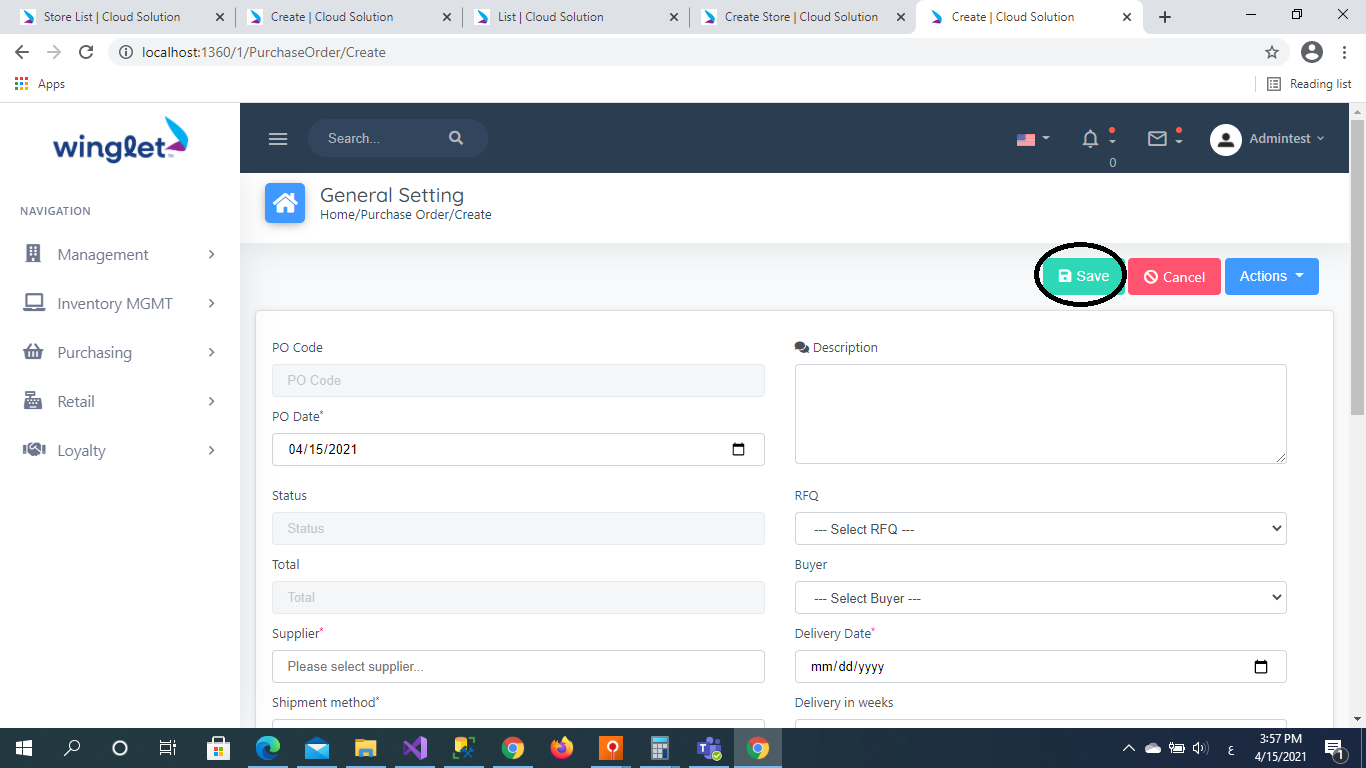 Store List | Cloud Solution
Create | Cloud Solution
List | Cloud Solution
Create Store | Cloud Solution
Create | Cloud Solution
localhost:1360/1/PurchaseOrder/Create
Apps
Reading list
winglet
Search...
0
Admintest
NAVIGATION
Management
Inventory MGMT
Purchasing
Retail
Loyalty
General Setting
Home/Purchase Order/Create
Save
Cancel
Actions
PO Code
PO Code
PO Date*
04/15/2021
Status
Status
Total
Total
Supplier*
Please select supplier...
Shipment method*
Description
RFQ
--- Select RFQ ---
Buyer
--- Select Buyer ---
Delivery Date*
mm/dd/yyyy
Delivery in weeks
ع
3:57 PM
4/15/2021
1